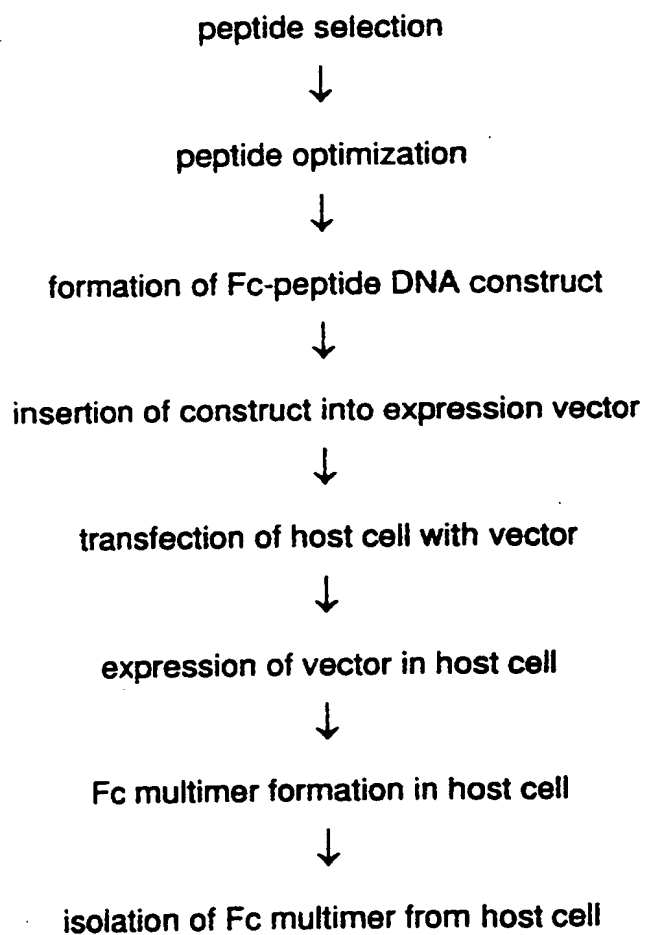 peptide selection
↓
peptide optimization
↓
formation of Fc-peptide DNA construct
↓
insertion of construct into expression vector
↓
transfection of host cell with vector
↓
expression of vector in host cell
↓
Fc multimer formation in host cell
↓
isolation of Fc multimer from host cell